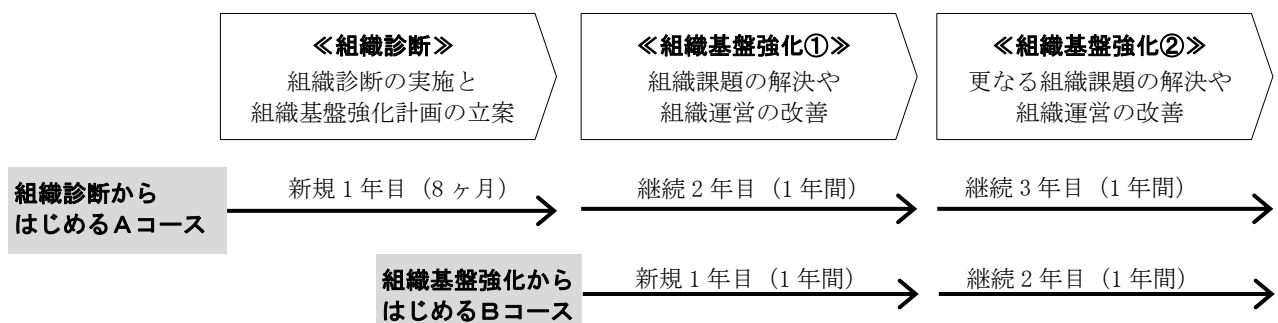 ≪組織診断≫
組織診断の実施と
組織基盤強化計画の立案
≪組織基盤強化①≫
組織課題の解決や
組織運営の改善
≪組織基盤強化②≫
更なる組織課題の解決や
組織運営の改善
組織診断から
はじめるAコース
新規1年目（8ヶ月）
継続2年目（1年間）
継続3年目（1年間）
組織基盤強化から
はじめるBコース
新規1年目（1年間）
継続2年目（1年間）